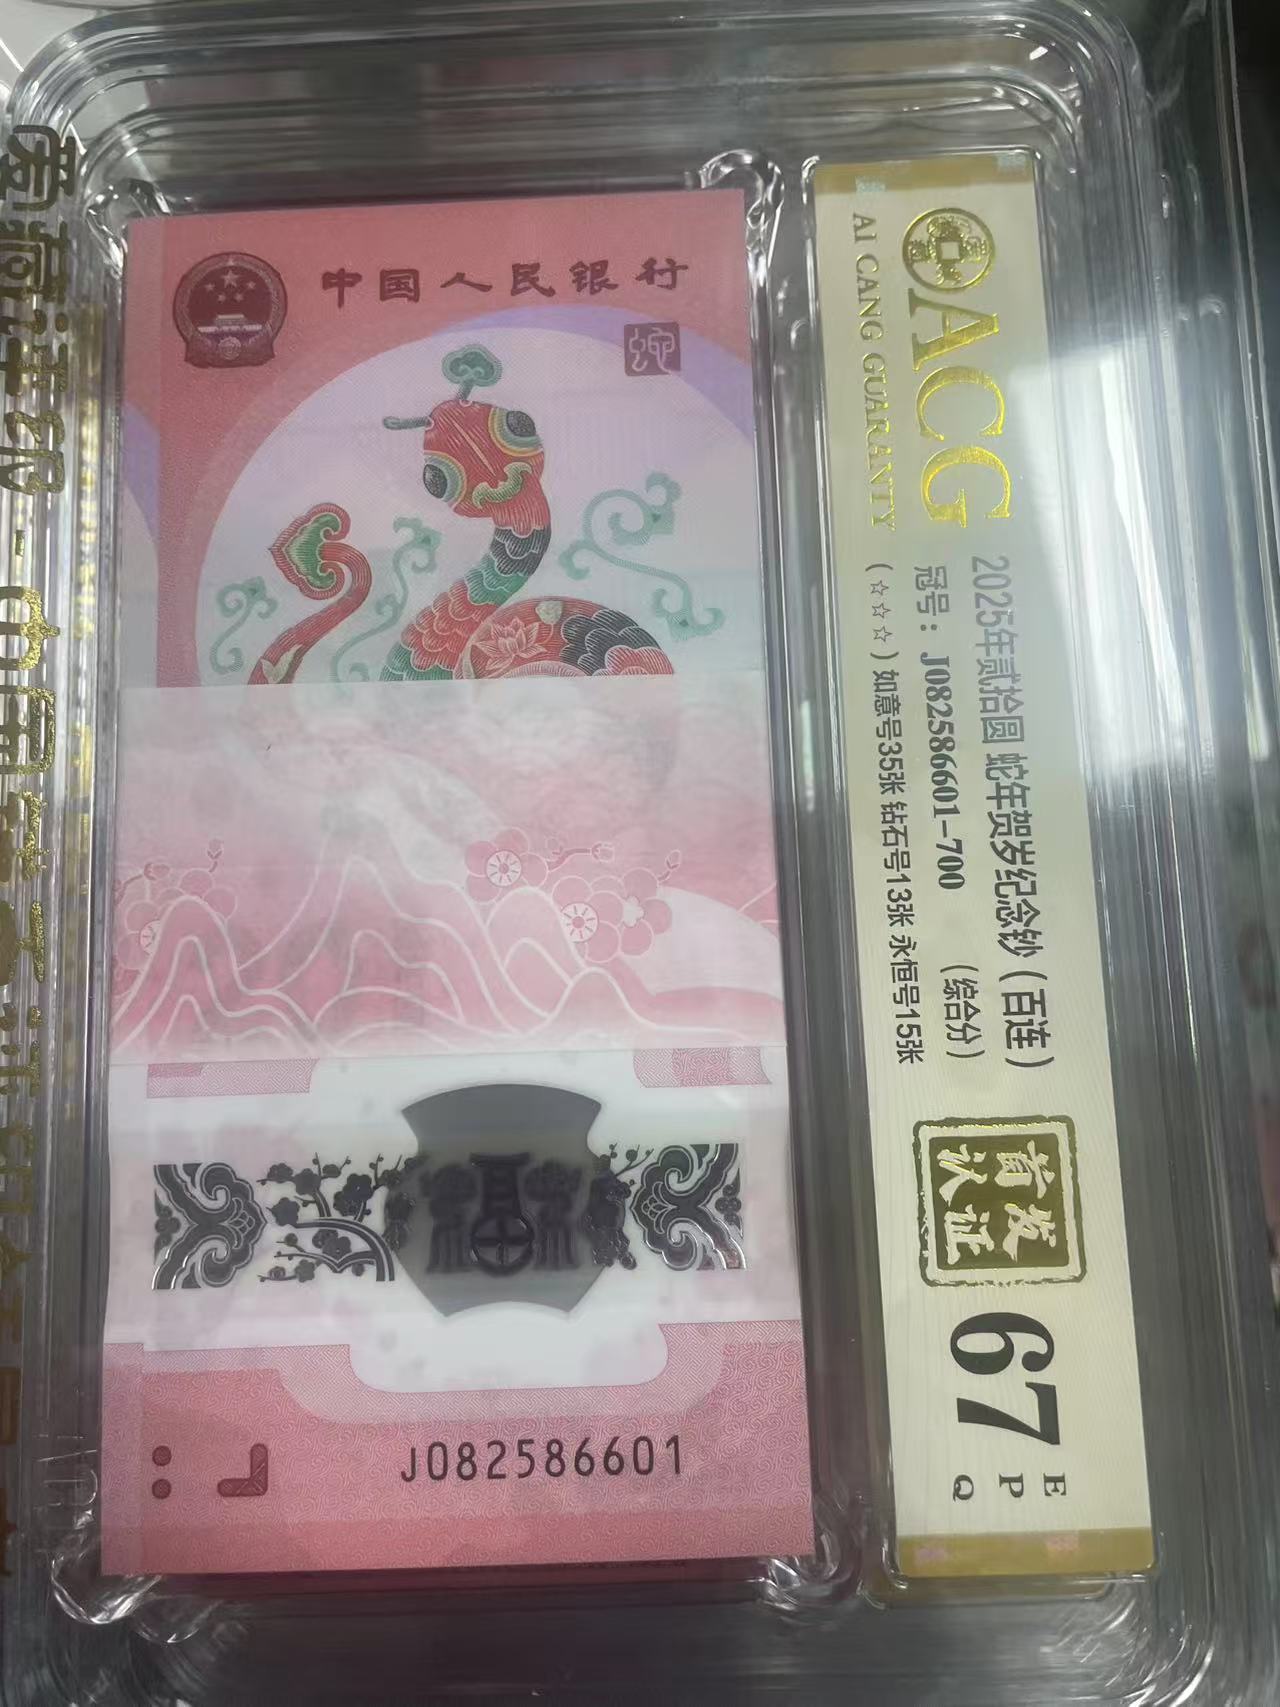 中国人民银行
蛇
J082586601
ACG
AI CANG GUARANTY
2025年贰拾圆 蛇年贺岁纪念钞（百连）
冠号：J082586601-700 （综合分）
（☆☆☆）如意号35张 钻石号13张 永恒号15张
首发
认证
67
E
P
Q